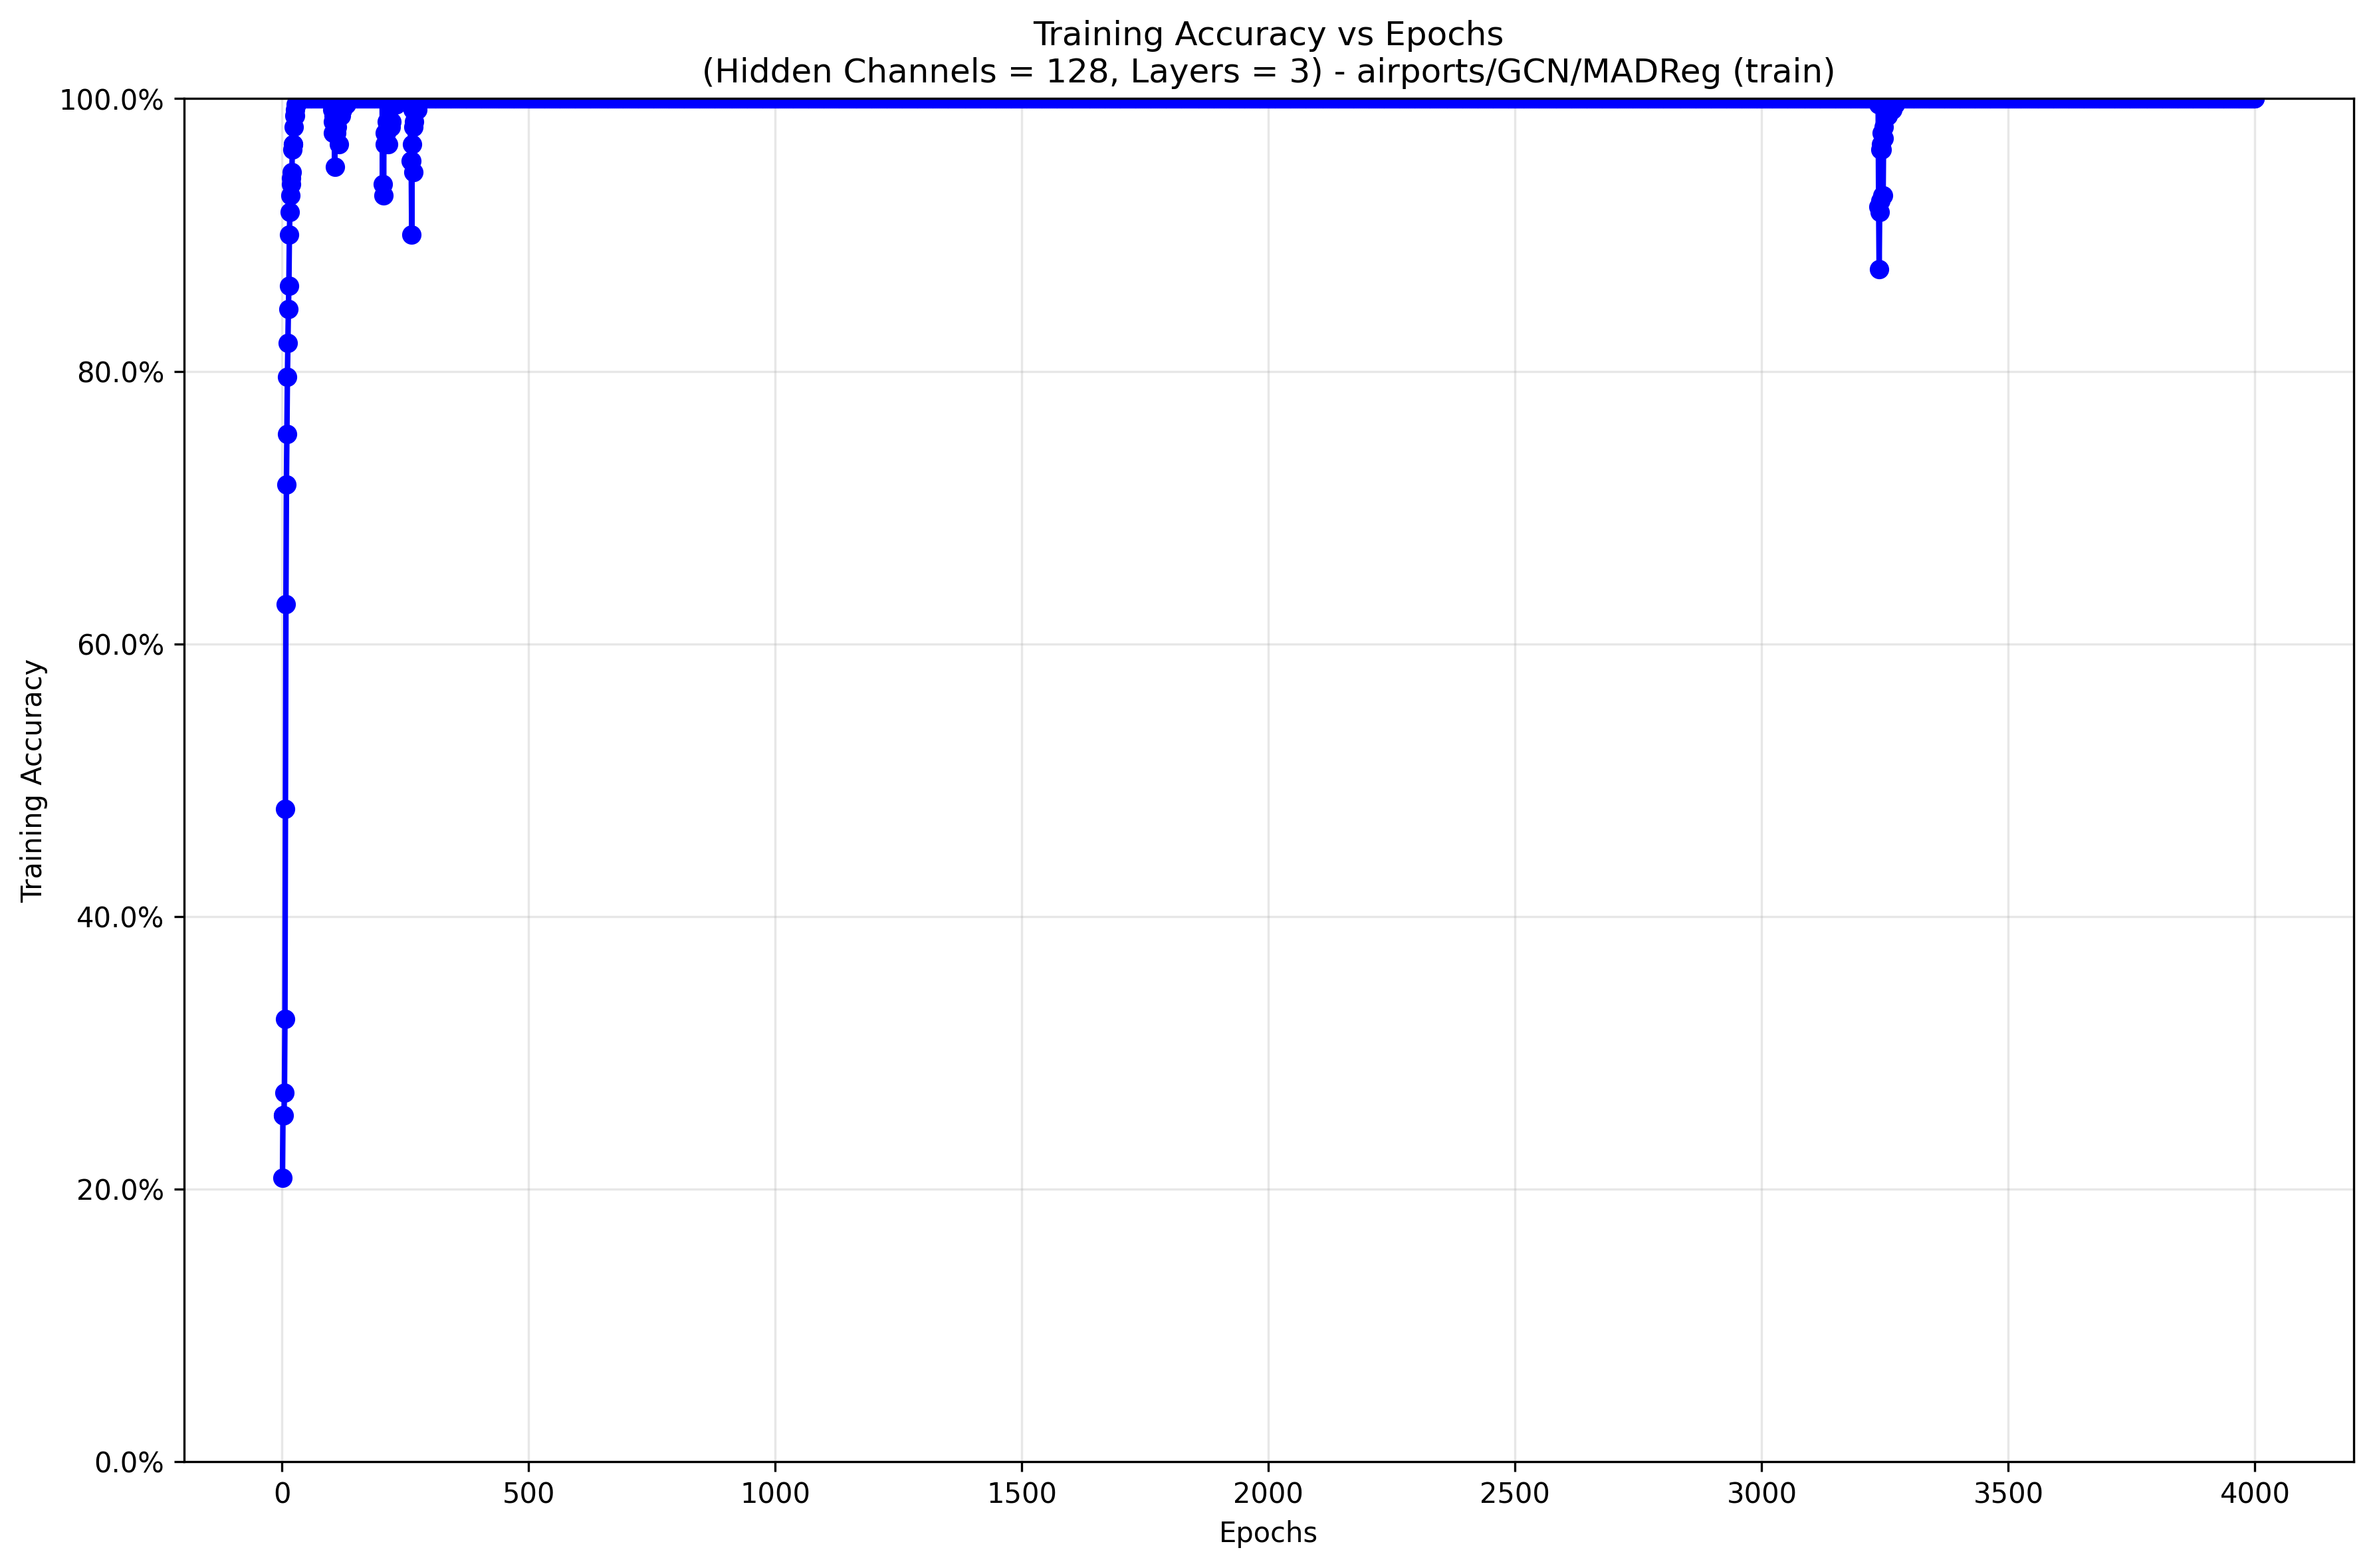 Training Accuracy vs Epochs
(Hidden Channels = 128, Layers = 3) - airports/GCN/MADReg (train)
100.0%
80.0%
60.0%
40.0%
20.0%
0.0%
Training Accuracy
0 500 1000 1500 2000 2500 3000 3500 4000
Epochs